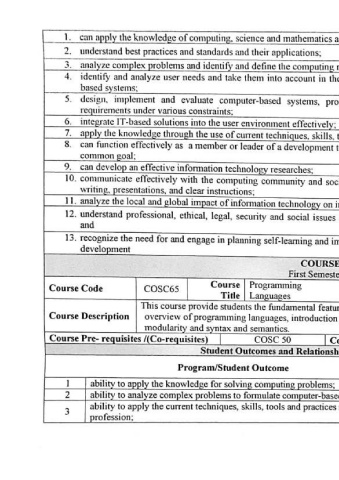 1. can apply the knowledge of computing, science and mathematics a
2. understand best practices and standards and their applications;
3. analyze complex problems and identify and define the computing
4. identify and analyze user needs and take them into account in the
based systems;
5. design, implement and evaluate computer-based systems, pro
requirements under various constraints;
6. integrate IT-based solutions into the user environment effectively;
7. apply the knowledge through the use of current techniques, skills, t
8. can function effectively as a member or leader of a development t
common goal;
9. can develop an effective information technology researches;
10. communicate effectively with the computing community and soc
writing, presentations, and clear instructions;
11. analyze the local and global impact of information technology on i
12. understand professional, ethical, legal, security and social issues
and
13. recognize the need for and engage in planning self-learning and im
development
COURSE
First Semeste
Course Code COSC65 Course Title Programming Languages
Course Description This course provide students the fundamental featur
overview of programming languages, introduction
modularity and syntax and semantics.
Course Pre- requisites /(Co-requisites) COSC 50 Co
Student Outcomes and Relationsh
Program/Student Outcome
1 ability to apply the knowledge for solving computing problems;
2 ability to analyze complex problems to formulate computer-base
3 ability to apply the current techniques, skills, tools and practices
profession;